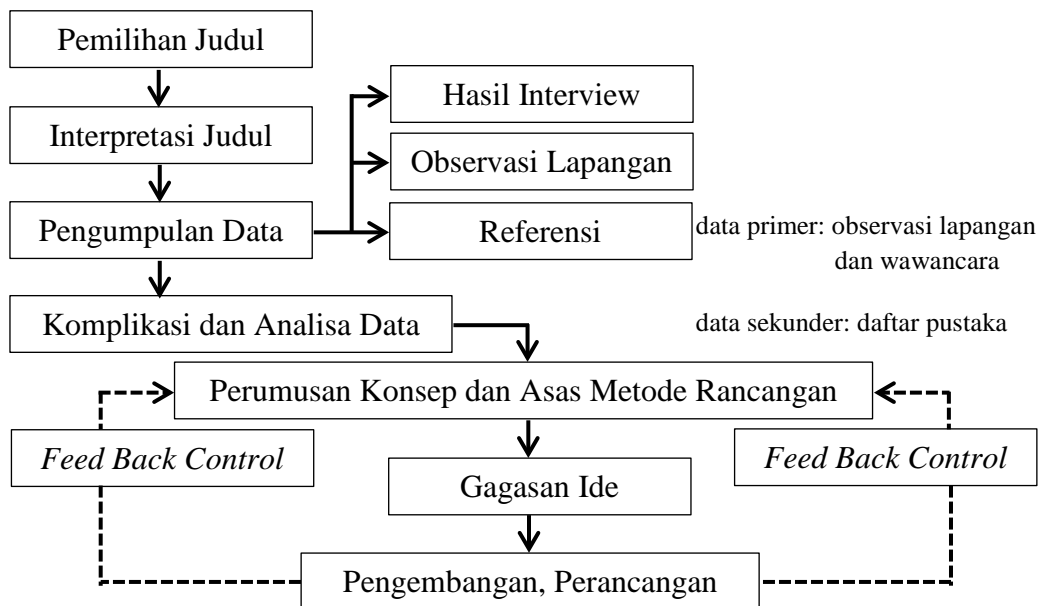 Pemilihan Judul
Hasil Interview
Interpretasi Judul
Observasi Lapangan
Pengumpulan Data
Referensi
data primer: observasi lapangan
dan wawancara
Komplikasi dan Analisa Data
data sekunder: daftar pustaka
Perumusan Konsep dan Asas Metode Rancangan
Feed Back Control
Feed Back Control
Gagasan Ide
Pengembangan, Perancangan